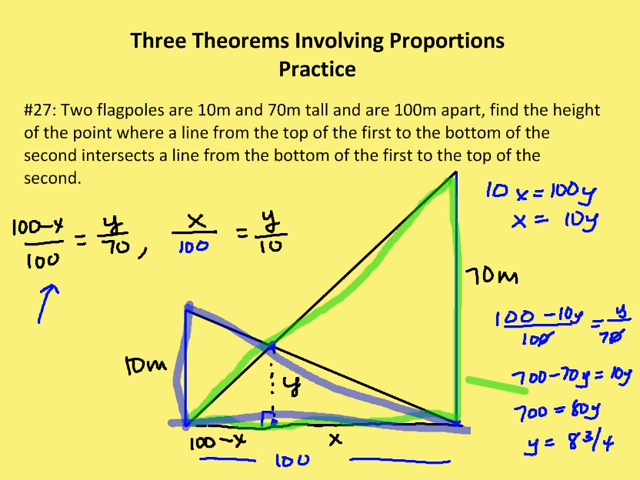 Three Theorems Involving Proportions
Practice
#27: Two flagpoles are 10m and 70m tall and are 100m apart, find the height
of the point where a line from the top of the first to the bottom of the
second intersects a line from the bottom of the first to the top of the
second.
(100-x)/100 = y/70 , x/100 = y/10
10x = 100y
x = 10y
70m
(100-10y)/100 = y/70
700-70y = 10y
700 = 80y
y = 8 3/4
10m
y
100-x
x
100